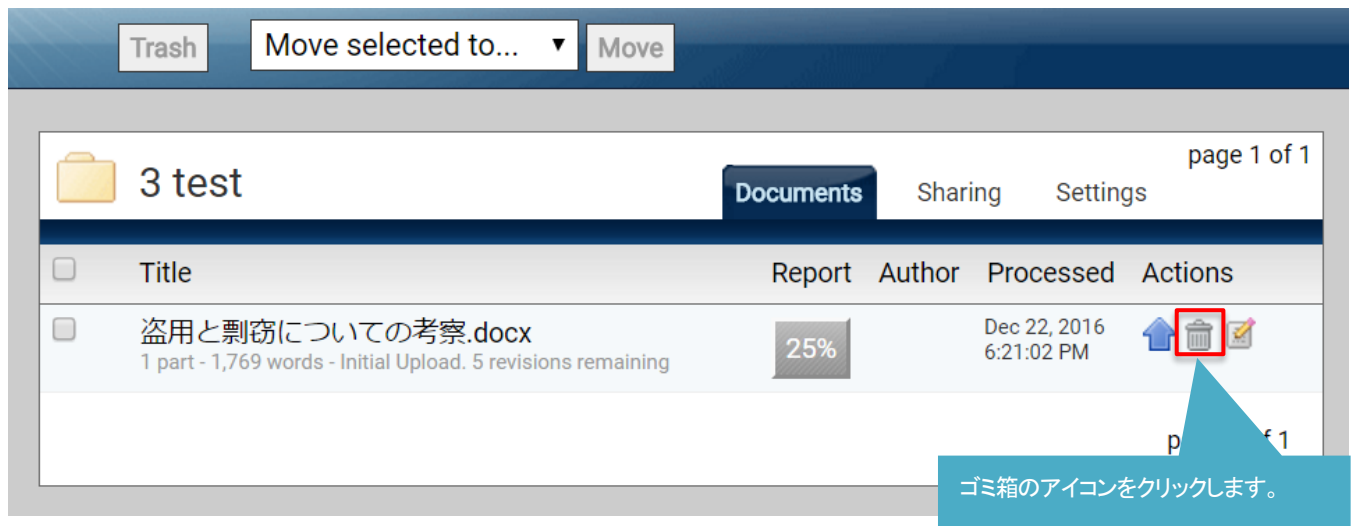 Trash Move selected to... Move
page 1 of 1
3 test
Documents Sharing Settings
Title Report Author Processed Actions
盗用と剽窃についての考察.docx 25% Dec 22, 2016
1 part - 1,769 words - Initial Upload. 5 revisions remaining 6:21:02 PM
1
ゴミ箱のアイコンをクリックします。